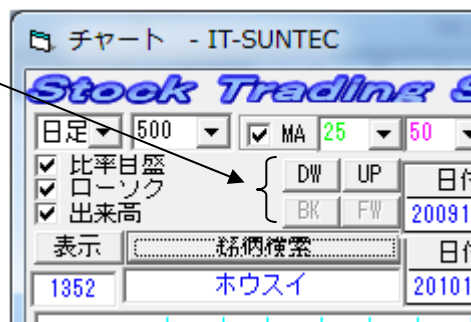 チャート - IT-SUNTEC
Stock Trading S
日足 500 MA 25 50
比率目盛
ローソク
出来高
DW UP
BK FW
日付
20091
表示 銘柄検索
日付
1352 ホウスイ 20101